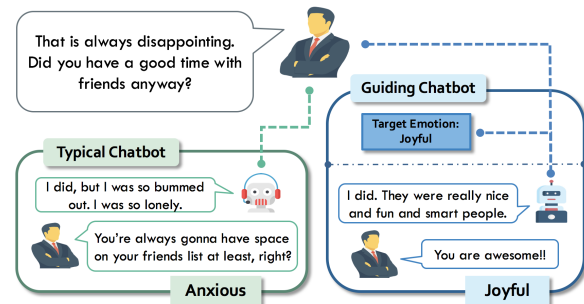 That is always disappointing.
Did you have a good time with
friends anyway?
Guiding Chatbot
Target Emotion:
Joyful
Typical Chatbot
I did, but I was so bummed
out. I was so lonely.
You're always gonna have space
on your friends list at least, right?
Anxious
I did. They were really nice
and fun and smart people.
You are awesome!!
Joyful